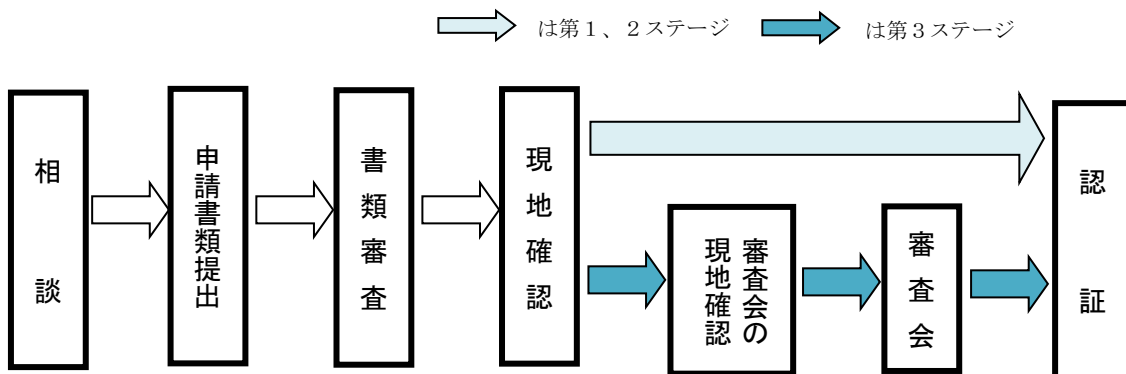 は第１、２ステージ
は第３ステージ
相談
申請書類提出
書類審査
現地確認
審査会の
現地確認
審査会
認証